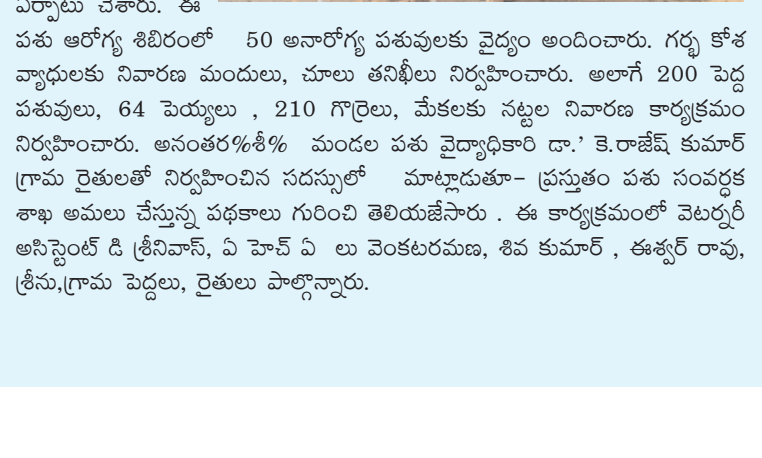 ఏర్పాటు చేశారు. ఈ
పశు ఆరోగ్య శిబిరంలో 50 అనారోగ్య పశువులకు వైద్యం అందించారు. గర్భ కోశ
వ్యాధులకు నివారణ మందులు, చూలు తనిఖీలు నిర్వహించారు. అలాగే 200 పెద్ద
పశువులు, 64 పెయ్యలు , 210 గొర్రెలు, మేకలకు నట్టల నివారణ కార్యక్రమం
నిర్వహించారు. అనంతర%శీ% మండల పశు వైద్యాధికారి డా.’ కె.రాజేష్ కుమార్
గ్రామ రైతులతో నిర్వహించిన సదస్సులో మాట్లాడుతూ- ప్రస్తుతం పశు సంవర్ధక
శాఖ అమలు చేస్తున్న పథకాలు గురించి తెలియజేసారు . ఈ కార్యక్రమంలో వెటర్నరీ
అసిస్టెంట్ డి శ్రీనివాస్, ఏ హెచ్ ఏ లు వెంకటరమణ, శివ కుమార్ , ఈశ్వర్ రావు,
శ్రీను,గ్రామ పెద్దలు, రైతులు పాల్గొన్నారు.